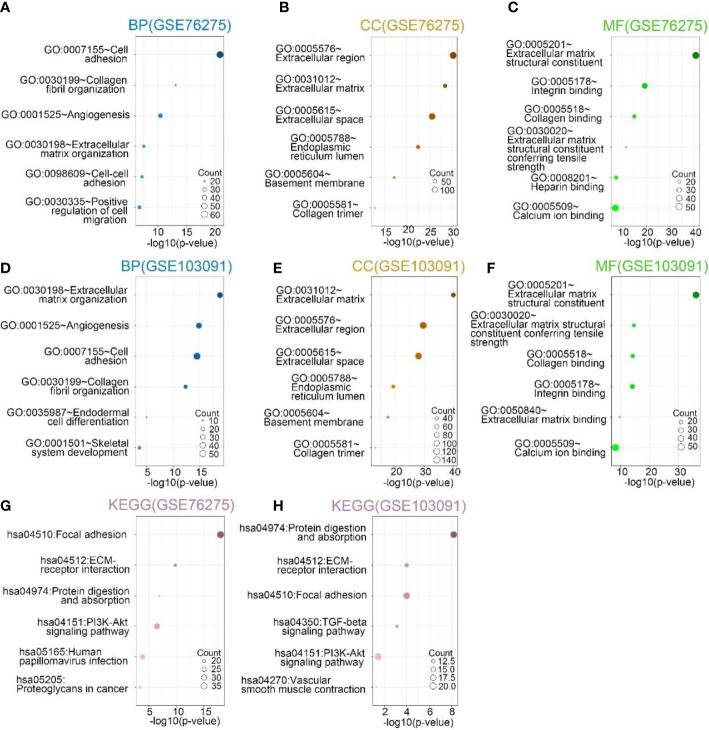 A
BP(GSE76275)
GO:0007155~Cell
adhesion
GO:0030199~Collagen
fibril organization
GO:0001525~Angiogenesis
GO:0030198~Extracellular
matrix organization
GO:0098609~Cell-cell
adhesion
GO:0030335~Positive
regulation of cell
migration
Count
20
30
40
50
60
10
15
20
-log10(p-velue)
B
CC(GSE76275)
GO:0005576~
Extracellular region
GO:0031012~
Extracellular matrix
GO:0005615~
Extracellular space
GO:0005788~
Endoplasmic
reticulum lumen
GO:0005604~
Basement membrane
GO:0005581~
Collagen trimer
Count
50
100
15
20
25
30
-log10(p-velue)
C
MF(GSE76275)
GO:0005201~
Extracellular matrix
structural constituent
GO:0005178~
Integrin binding
GO:0005518~
Collagen binding
GO:0030020~
Extracellular matrix
structural constituent
conferring tensile
strength
GO:0008201~
Heparin binding
GO:0005509~
Calcium ion binding
Count
20
30
40
50
10
20
30
40
-log10(p-velue)
D
BP(GSE103091)
GO:0030198~Extracellular
matrix organization
GO:0001525~Angiogenesis
GO:0007155~Cell
adhesion
GO:0030199~Collagen
fibril organization
GO:0035987~Endodermal
cell differentiation
GO:0001501~Skeletal
system development
Count
10
20
30
40
50
5
10
15
-log10(p-velue)
E
CC(GSE103091)
GO:0031012~
Extracellular matrix
GO:0005576~
Extracellular region
GO:0005615~
Extracellular space
GO:0005788~
Endoplasmic
reticulum lumen
GO:0005604~
Basement membrane
GO:0005581~
Collagen trimer
Count
40
60
80
100
120
140
20
30
40
-log10(p-velue)
F
MF(GSE103091)
GO:0005201~
Extracellular matrix
structural constituent
GO:0030020~
Extracellular matrix structural
constituent conferring tensile
strength
GO:0005518~
Collagen binding
GO:0005178~
Integrin binding
GO:0050840~
Extracellular matrix binding
GO:0005509~
Calcium ion binding
Count
20
30
40
50
10
20
30
-log10(p-velue)
G
KEGG(GSE76275)
hsa04510:Focal adhesion
hsa04512:ECM-
receptor interaction
hsa04974:Protein digestion
and absorption
hsa04151:PI3K-Akt
signaling pathway
hsa05165:Human
papillomavirus infection
hsa05205:
Proteoglycans in cancer
Count
20
25
30
35
5
10
15
-log10(p-velue)
H
KEGG(GSE103091)
hsa04974:Protein digestion
and absorption
hsa04512:ECM-
receptor interaction
hsa04510:Focal adhesion
hsa04350:TGF-beta
signaling pathway
hsa04151:PI3K-Akt
signaling pathway
hsa04270:Vascular
smooth muscle contraction
Count
12.5
15.0
17.5
20.0
2
4
6
8
-log10(p-velue)